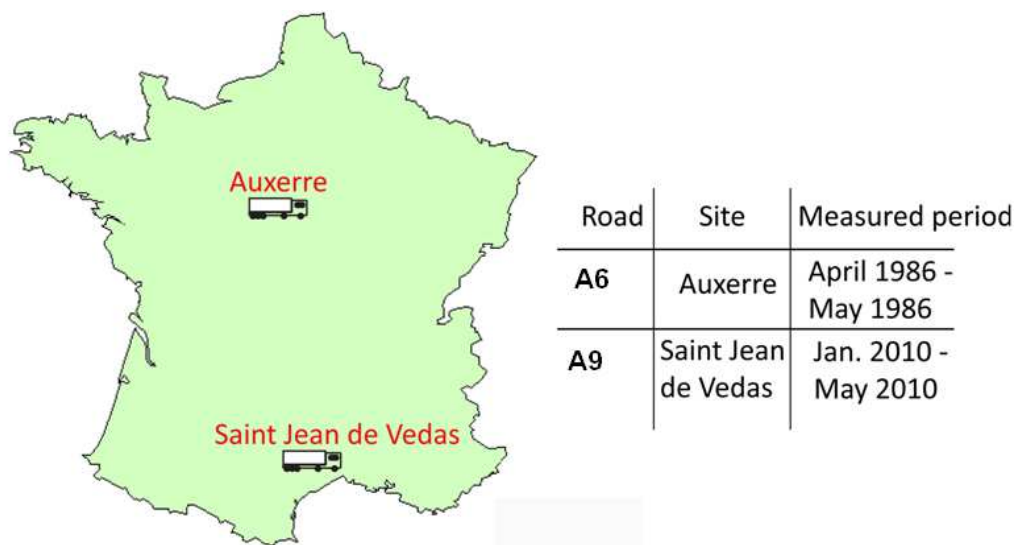 Auxerre
Saint Jean de Vedas
Road Site Measured period
A6 Auxerre April 1986 -
May 1986
A9 Saint Jean
de Vedas Jan. 2010 -
May 2010